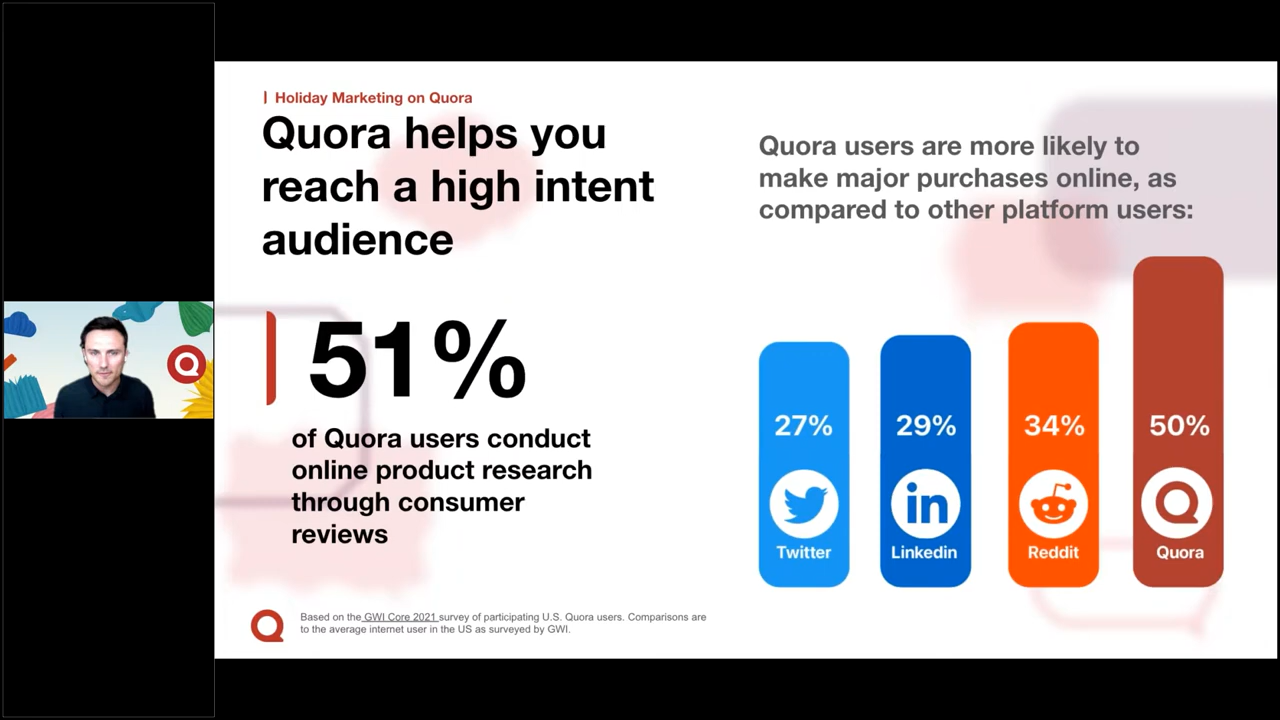 Holiday Marketing on Quora
Quora helps you
reach a high intent
audience
51%
of Quora users conduct
online product research
through consumer
reviews
Based on the GWI Core 2021 survey of participating U.S. Quora users. Comparisons are
to the average internet user in the US as surveyed by GWI.
Quora users are more likely to
make major purchases online, as
compared to other platform users:
27%
Twitter
29%
in
Linkedin
34%
Reddit
50%
Quora